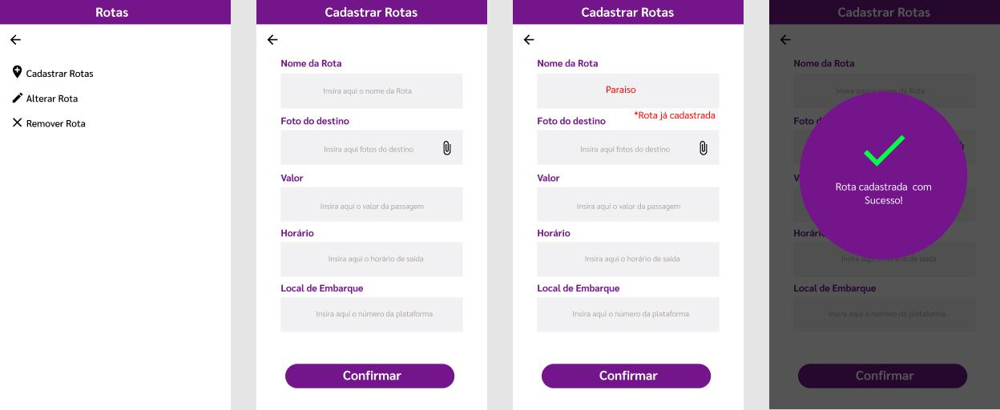 Rotas
Cadastrar Rotas
Alterar Rota
Remover Rota
Cadastrar Rotas
Nome da Rota
Insira aqui o nome da Rota
Foto do destino
Insira aqui fotos do destino
Valor
Insira aqui o valor da passagem
Horário
Insira aqui o horário de saida
Local de Embarque
Insira aqui o número da plataforma
Confirmar
Cadastrar Rotas
Nome da Rota
Paraiso
*Rota já cadastrada
Foto do destino
Insira aqui fotos do destino
Valor
Insira aqui o valor da passagem
Horário
Insira aqui o horário de saida
Local de Embarque
Insira aqui o número da plataforma
Confirmar
Cadastrar Rotas
Nome da Rota
Insira aqui o nome da Rota
Rota cadastrada com
Sucesso!
Horário
Insira aqui o horário de saida
Local de Embarque
Insira aqui o número da plataforma
Confirmar